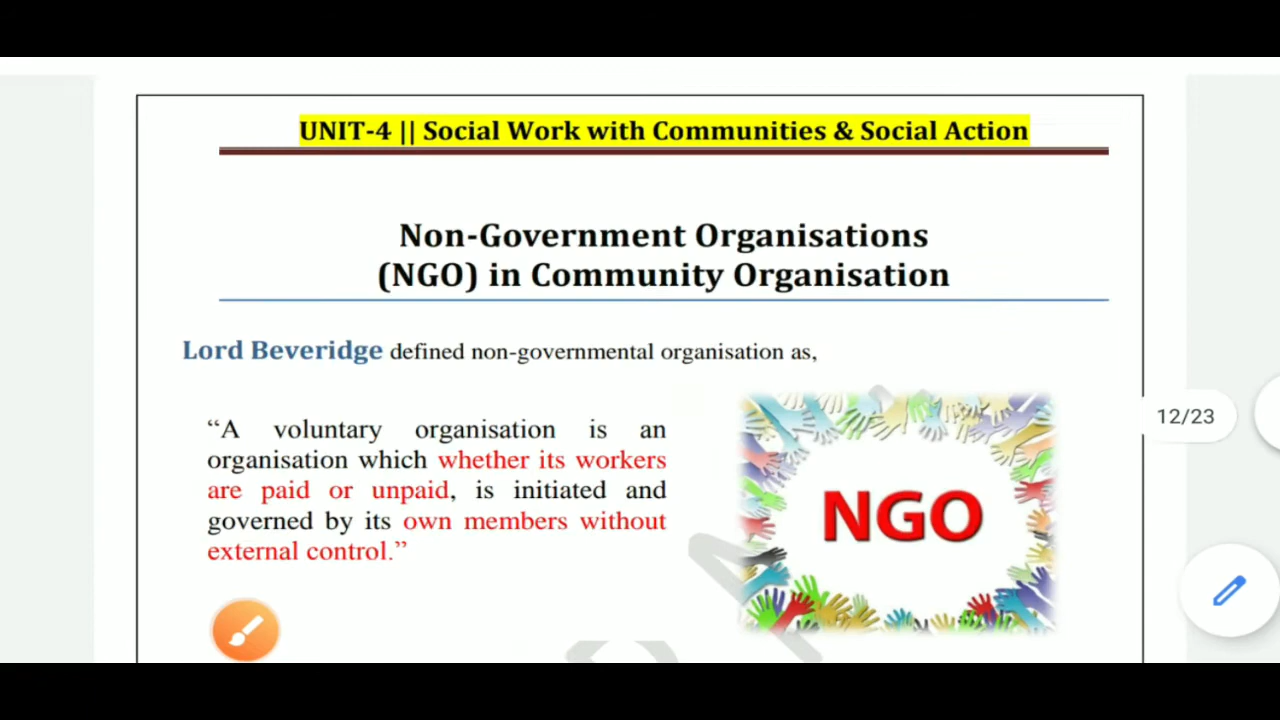 UNIT-4 || Social Work with Communities & Social Action
Non-Government Organisations
(NGO) in Community Organisation
Lord Beveridge defined non-governmental organisation as,
“A voluntary organisation is an
organisation which whether its workers
are paid or unpaid, is initiated and
governed by its own members without
external control.”
NGO
12/23